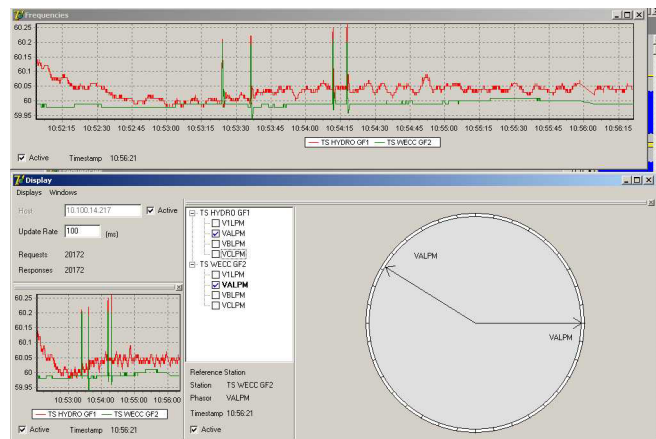 Frequencies
60.25
60.2
60.15
60.1
60.05
60
59.95
10:52:15 10:52:30 10:52:45 10:53:00 10:53:15 10:53:30 10:53:45 10:54:00 10:54:15 10:54:30 10:54:45 10:55:00 10:55:15 10:55:30 10:55:45 10:56:00 10:56:15
TS HYDRO GF1 TS WECC GF2
Active Timestamp 10:56:21
Display
Displays Windows
Host 10.100.14.217 Active
Update Rate 100 (ms)
Requests 20172
Responses 20172
60.25
60.2
60.15
60.1
60.05
60
59.95
10:53:00 10:54:00 10:55:00 10:56:00
TS HYDRO GF1 TS WECC GF2
Active Timestamp 10:56:21
TS HYDRO GF1
V1LPM
VALPM
VBLPM
VCLPM
TS WECC GF2
V1LPM
VALPM
VBLPM
VCLPM
Reference Station
Station TS WECC GF2
Phasor VALPM
Timestamp 10:56:21
Active
VALPM
VALPM